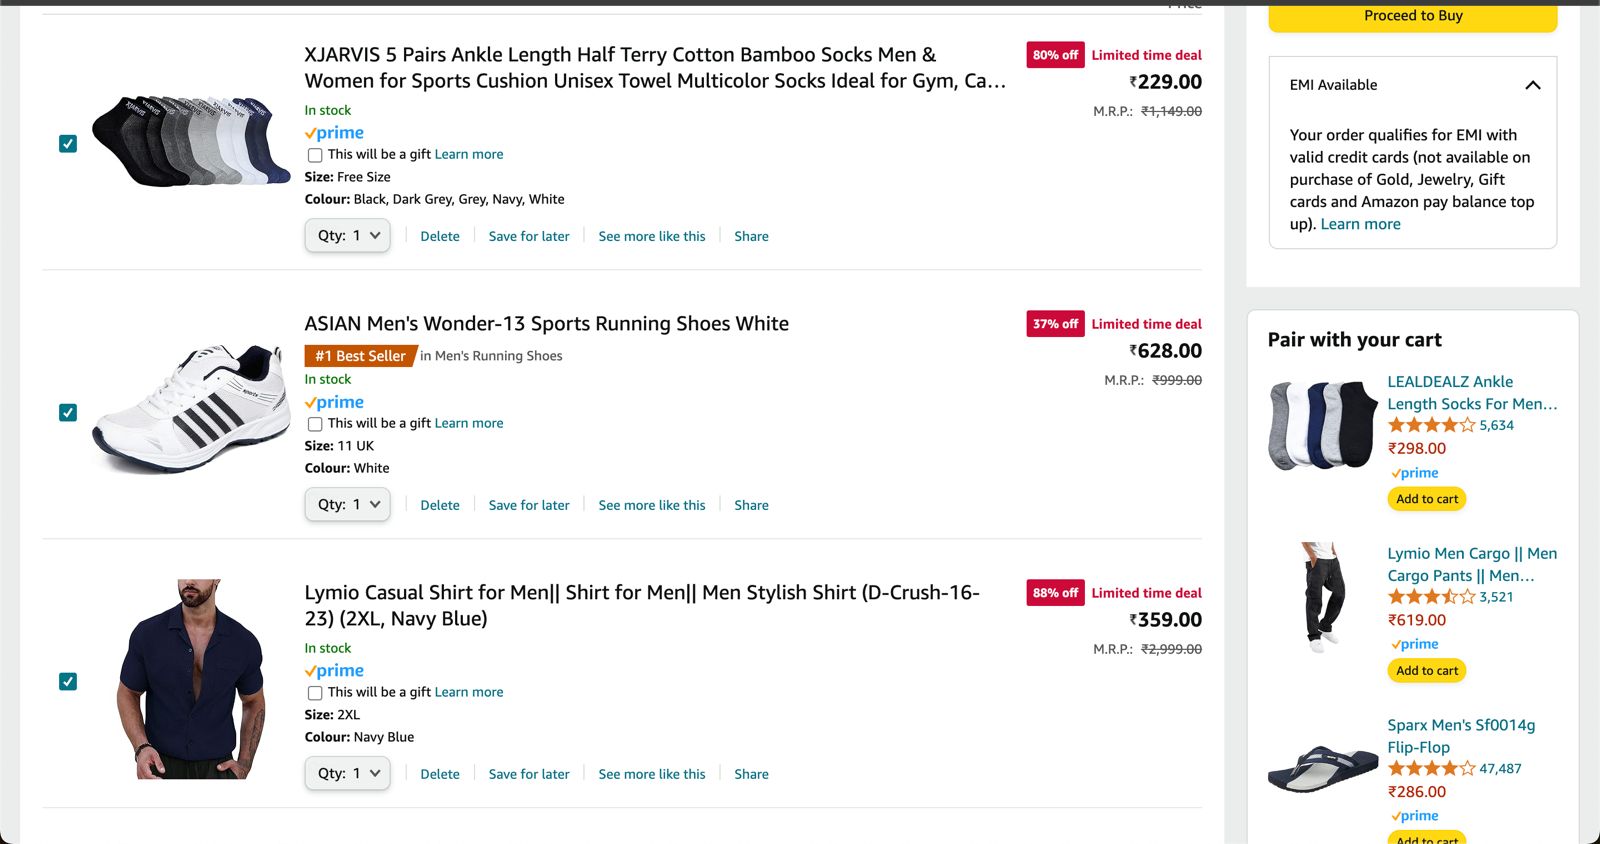 Price
XJARVIS 5 Pairs Ankle Length Half Terry Cotton Bamboo Socks Men &
Women for Sports Cushion Unisex Towel Multicolor Socks Ideal for Gym, Ca...
80% off Limited time deal
₹229.00
M.R.P.: ₹1,149.00
In stock
prime
This will be a gift Learn more
Size: Free Size
Colour: Black, Dark Grey, Grey, Navy, White
Qty: 1
Delete
Save for later
See more like this
Share
ASIAN Men's Wonder-13 Sports Running Shoes White
37% off Limited time deal
₹628.00
M.R.P.: ₹999.00
#1 Best Seller in Men's Running Shoes
In stock
prime
This will be a gift Learn more
Size: 11 UK
Colour: White
Qty: 1
Delete
Save for later
See more like this
Share
Lymio Casual Shirt for Men|| Shirt for Men|| Men Stylish Shirt (D-Crush-16-
23) (2XL, Navy Blue)
88% off Limited time deal
₹359.00
M.R.P.: ₹2,999.00
In stock
prime
This will be a gift Learn more
Size: 2XL
Colour: Navy Blue
Qty: 1
Delete
Save for later
See more like this
Share
Proceed to Buy
EMI Available
Your order qualifies for EMI with
valid credit cards (not available on
purchase of Gold, Jewelry, Gift
cards and Amazon pay balance top
up). Learn more
Pair with your cart
LEALDEALZ Ankle
Length Socks For Men...
5,634
₹298.00
prime
Add to cart
Lymio Men Cargo || Men
Cargo Pants || Men...
3,521
₹619.00
prime
Add to cart
Sparx Men's Sf0014g
Flip-Flop
47,487
₹286.00
prime
Add to cart